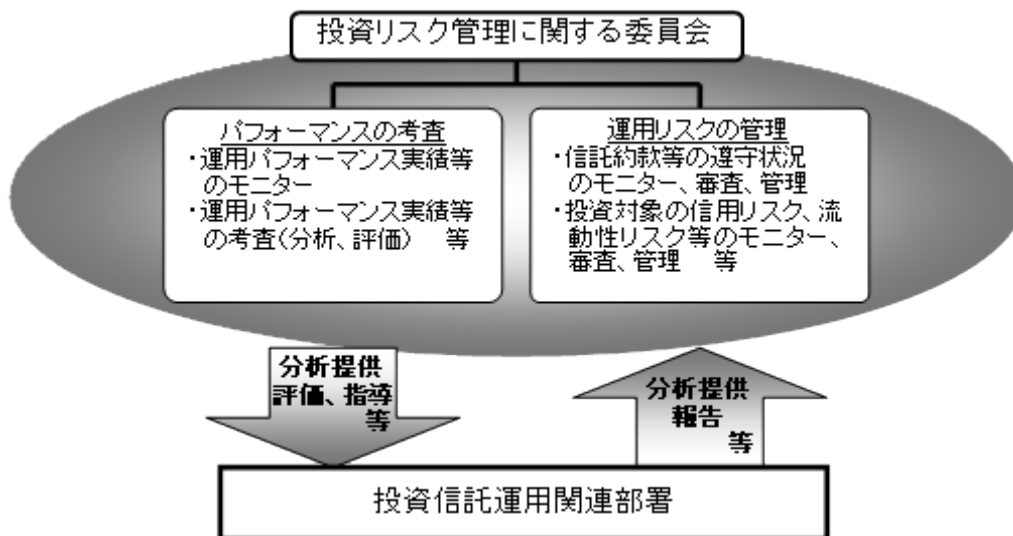 投資リスク管理に関する委員会
パフォーマンスの考査
・運用パフォーマンス実績等
のモニター
・運用パフォーマンス実績等
の考査(分析、評価)　等
運用リスクの管理
・信託約款等の遵守状況
のモニター、審査、管理
・投資対象の信用リスク、流
動性リスク等のモニター、
審査、管理　等
分析提供
評価、指導
等
分析提供
報告
等
投資信託運用関連部署